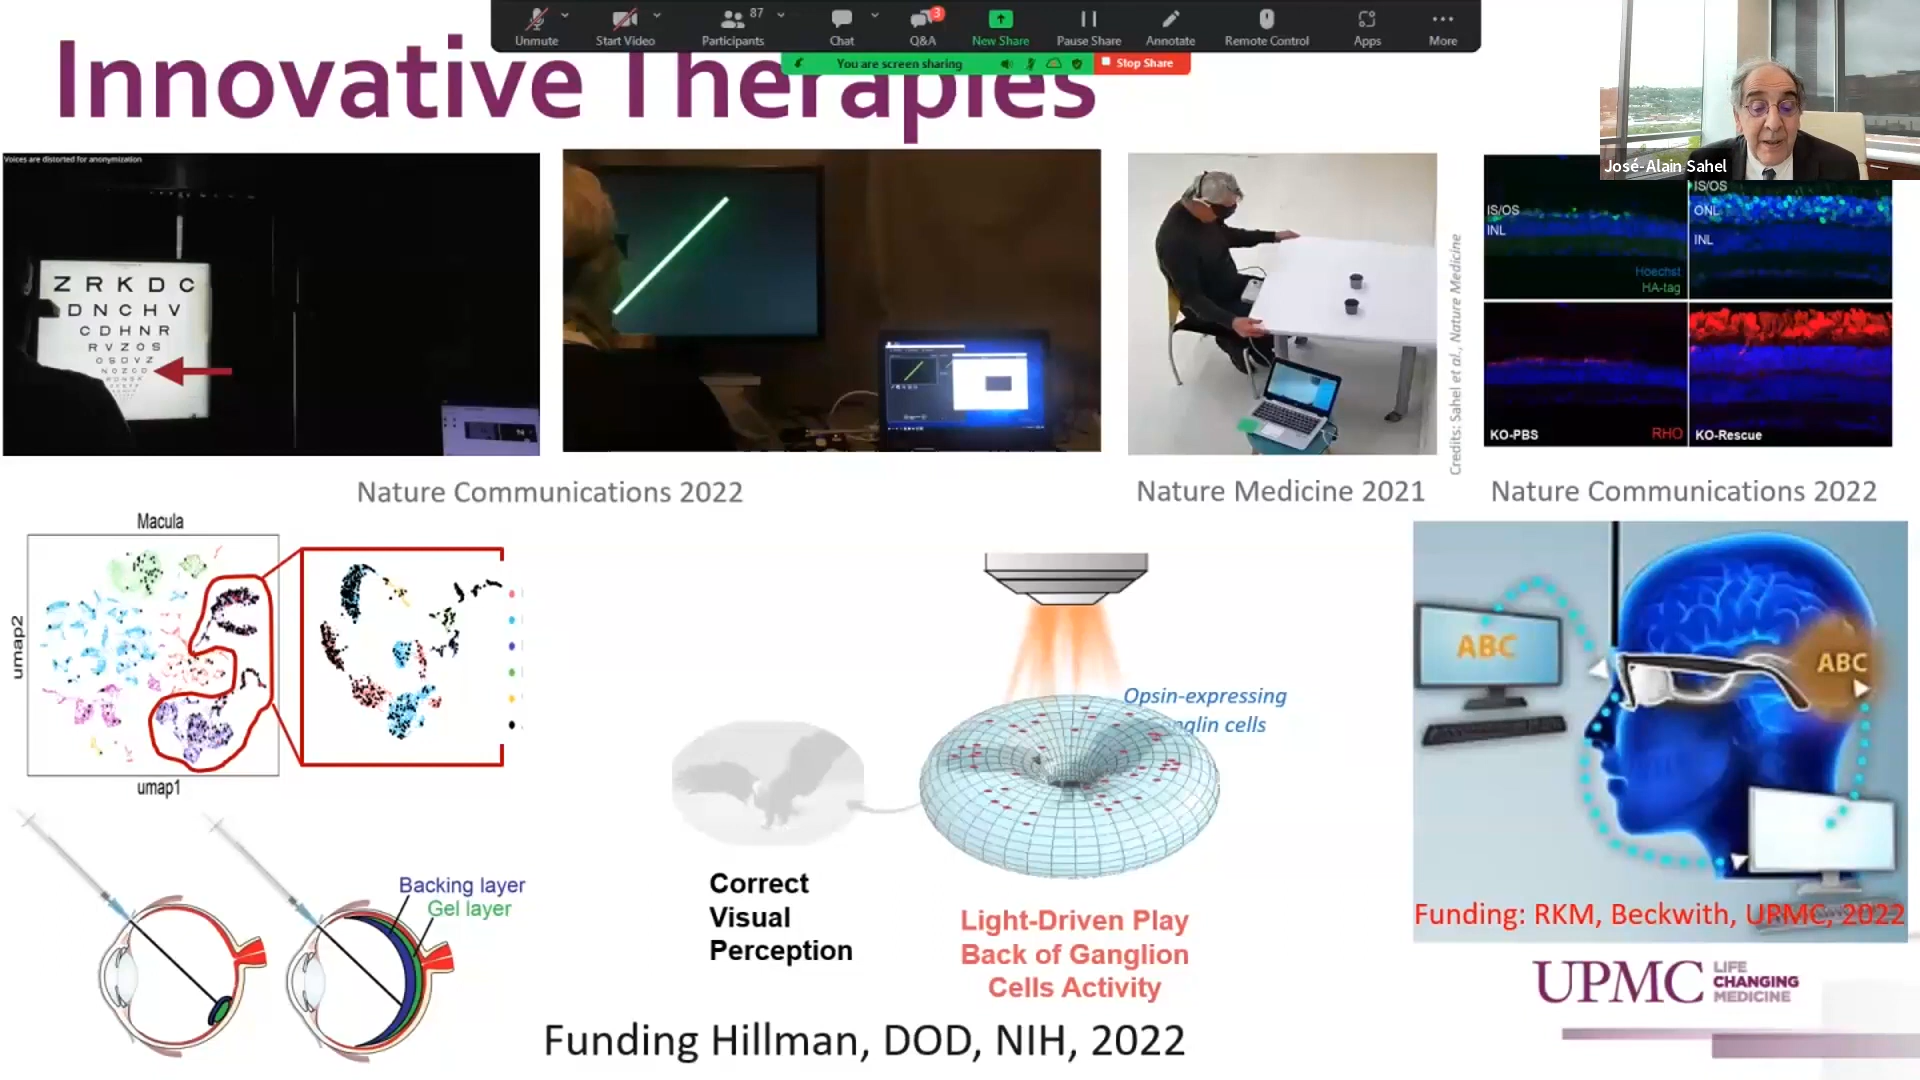 Unmute
Start Video
Participants
87
Chat
Q&A
3
New Share
Pause Share
Annotate
Remote Control
Apps
More
You are screen sharing
Stop Share
Innovative Therapies
José-Alain Sahel
Voices are distorted for anonymization
Z R K D C
D N C H V
C D H N R
R V Z O S
O S D V Z
N O Z C D
Credits: Sahel et al., Nature Medicine
IS/OS
INL
Hoechst
HA-tag
IS/OS
ONL
INL
KO-PBS
RHO
KO-Rescue
Nature Communications 2022
Nature Medicine 2021
Nature Communications 2022
Macula
umap2
umap1
Opsin-expressing
glin cells
ABC
ABC
Backing layer
Gel layer
Correct
Visual
Perception
Light-Driven Play
Back of Ganglion
Cells Activity
Funding: RKM, Beckwith, UPMC, 2022
Funding Hillman, DOD, NIH, 2022
UPMC LIFE
CHANGING
MEDICINE